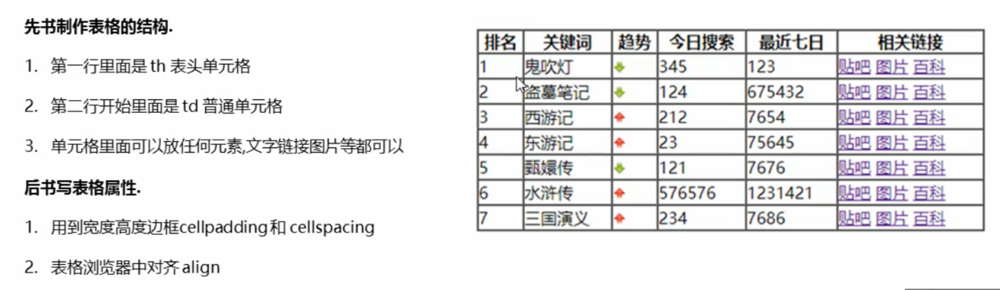 先书制作表格的结构.
1. 第一行里面是 th 表头单元格
2. 第二行开始里面是 td 普通单元格
3. 单元格里面可以放任何元素,文字链接图片等都可以
后书写表格属性.
1. 用到宽度高度边框cellpadding和 cellspacing
2. 表格浏览器中对齐 align
排名 关键词 趋势 今日搜索 最近七日 相关链接
1 鬼吹灯 345 123 贴吧 图片 百科
2 盗墓笔记 124 675432 贴吧 图片 百科
3 西游记 212 7654 贴吧 图片 百科
4 东游记 23 75645 贴吧 图片 百科
5 甄嬛传 121 7676 贴吧 图片 百科
6 水浒传 576576 1231421 贴吧 图片 百科
7 三国演义 234 7686 贴吧 图片 百科